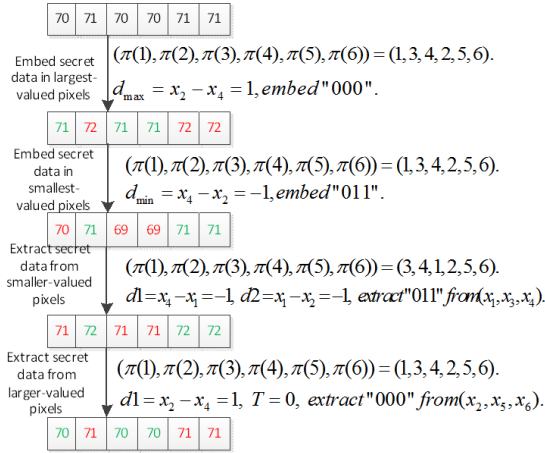 70 71 70 70 71 71
Embed secret
data in largest-
valued pixels
(π(1), π(2), π(3), π(4), π(5), π(6)) = (1,3,4,2,5,6).
d_max = x_2 − x_4 = 1, embed "000".
71 72 71 71 72 72
Embed secret
data in
smallest-
valued pixels
(π(1), π(2), π(3), π(4), π(5), π(6)) = (1,3,4,2,5,6).
d_min = x_4 − x_2 = −1, embed "011".
70 71 69 69 71 71
Extract secret
data from
smaller-valued
pixels
(π(1), π(2), π(3), π(4), π(5), π(6)) = (3,4,1,2,5,6).
d1 = x_4 − x_1 = −1, d2 = x_1 − x_2 = −1, extract "011" from (x_1, x_3, x_4).
71 72 71 71 72 72
Extract secret
data from
larger-valued
pixels
(π(1), π(2), π(3), π(4), π(5), π(6)) = (1,3,4,2,5,6).
d1 = x_2 − x_4 = 1, T = 0, extract "000" from (x_2, x_5, x_6).
70 71 70 70 71 71